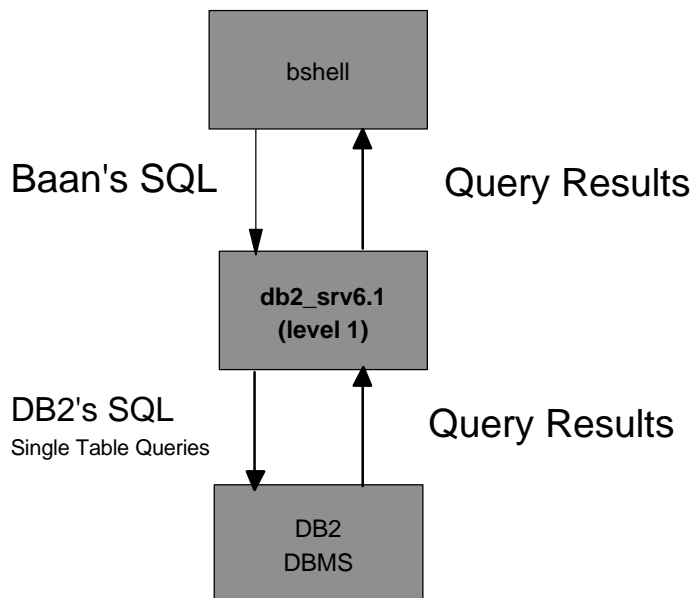 bshell
Baan's SQL
Query Results
db2_srv6.1
(level 1)
DB2's SQL
Single Table Queries
Query Results
DB2
DBMS